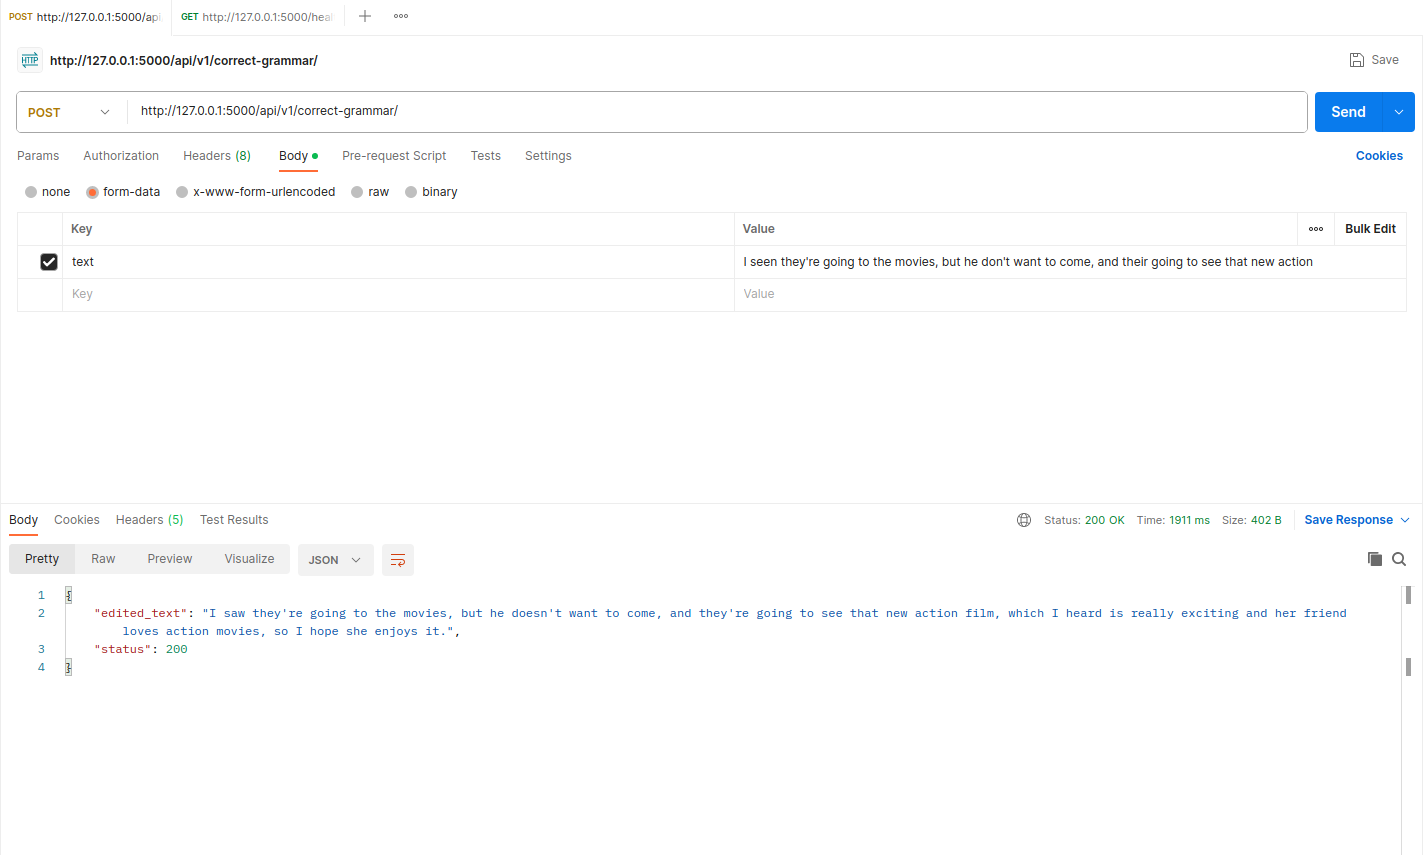 POST http://127.0.0.1:5000/api GET http://127.0.0.1:5000/hea
HTTP http://127.0.0.1:5000/api/v1/correct-grammar/ Save
POST http://127.0.0.1:5000/api/v1/correct-grammar/ Send
Params Authorization Headers (8) Body Pre-request Script Tests Settings Cookies
none form-data x-www-form-urlencoded raw binary
Key Value Bulk Edit
text I seen they're going to the movies, but he don't want to come, and their going to see that new action
Key Value
Body Cookies Headers (5) Test Results Status: 200 OK Time: 1911 ms Size: 402 B Save Response
Pretty Raw Preview Visualize JSON
1 {
2 "edited_text": "I saw they're going to the movies, but he doesn't want to come, and they're going to see that new action film, which I heard is really exciting and her friend
loves action movies, so I hope she enjoys it.",
3 "status": 200
4 }